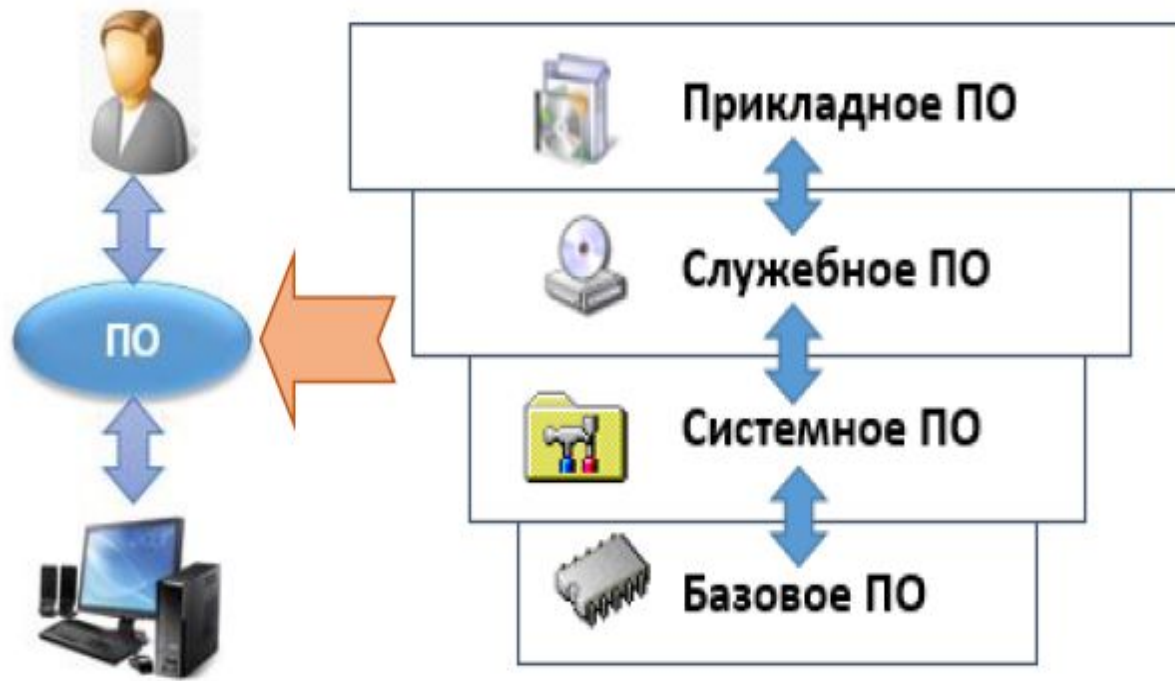 ПО
Прикладное ПО
Служебное ПО
Системное ПО
Базовое ПО